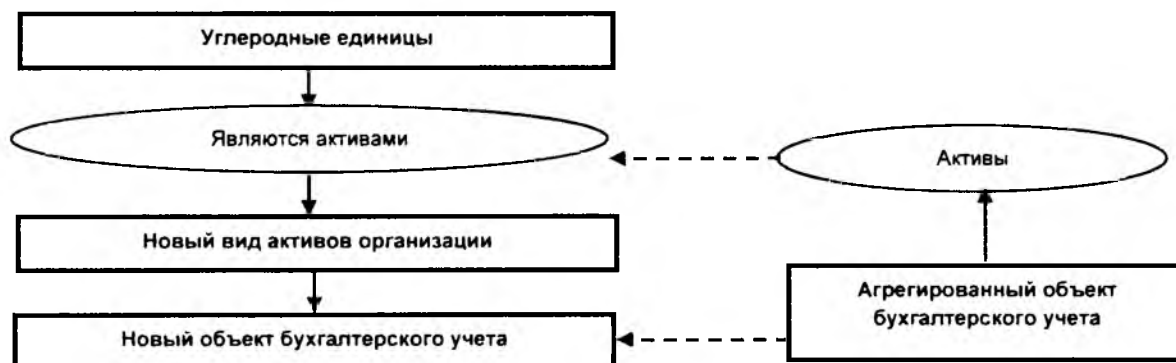 Углеродные единицы
Являются активами
Активы
Новый вид активов организации
Агрегированный объект
бухгалтерского учета
Новый объект бухгалтерского учета